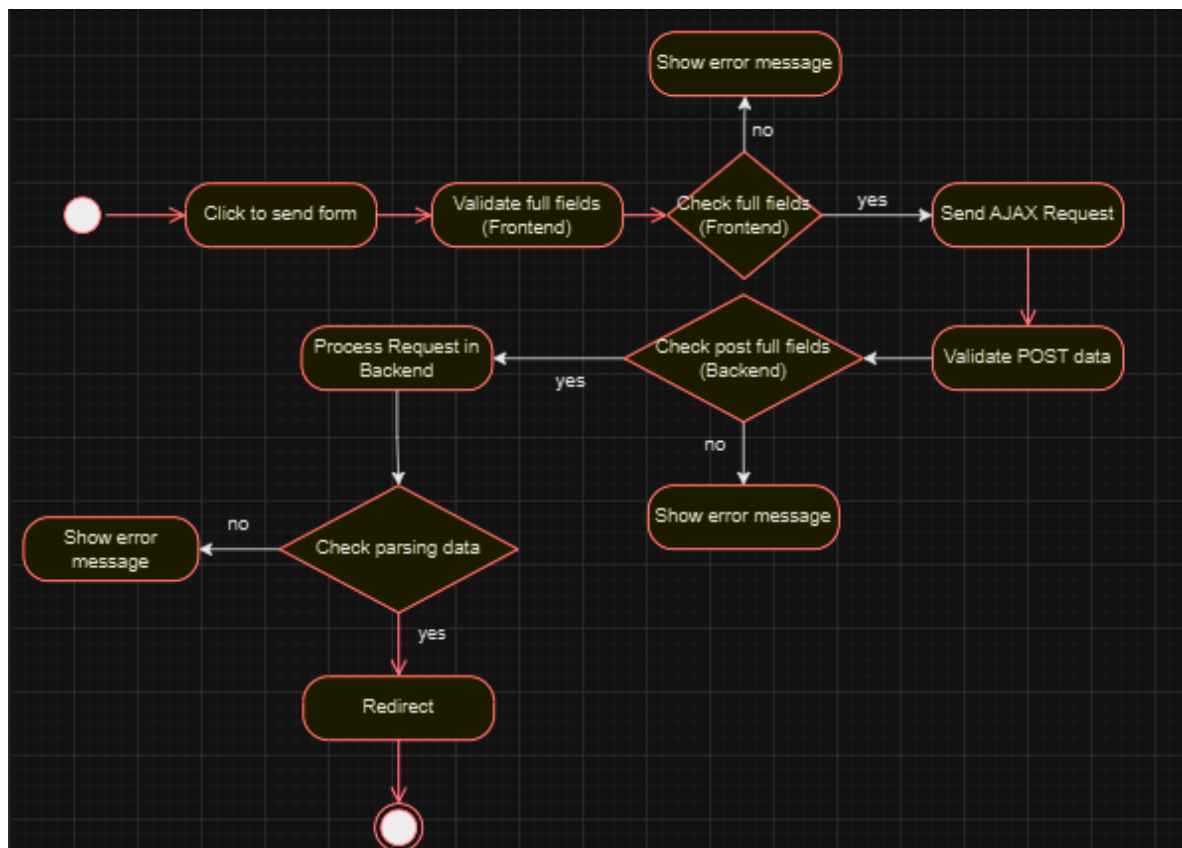 Show error message
no
Click to send form
Validate full fields
(Frontend)
Check full fields
(Frontend)
yes
Send AJAX Request
Validate POST data
Check post full fields
(Backend)
yes
Process Request in
Backend
no
Show error message
Check parsing data
no
Show error
message
yes
Redirect